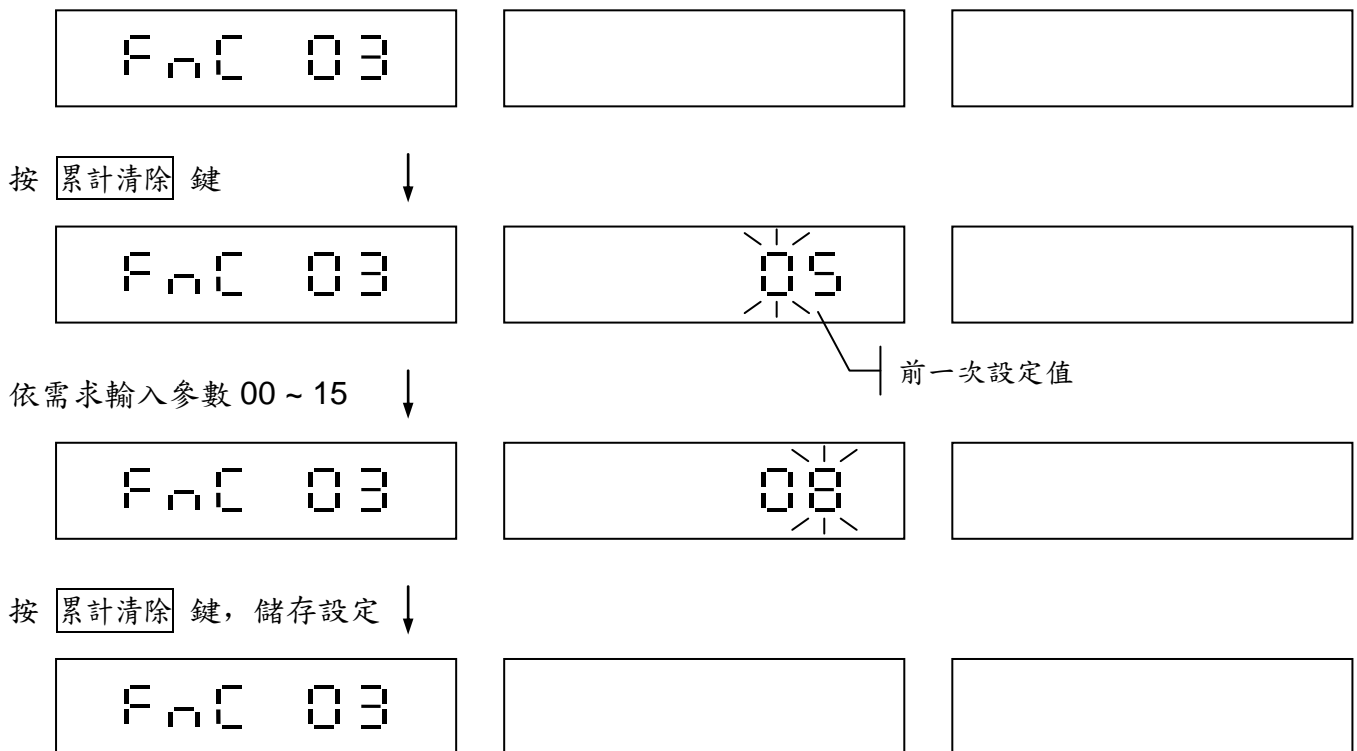 FnC 03
按 累計清除 鍵
FnC 03 05
前一次設定值
依需求輸入參數 00 ~ 15
FnC 03 08
按 累計清除 鍵，儲存設定
FnC 03